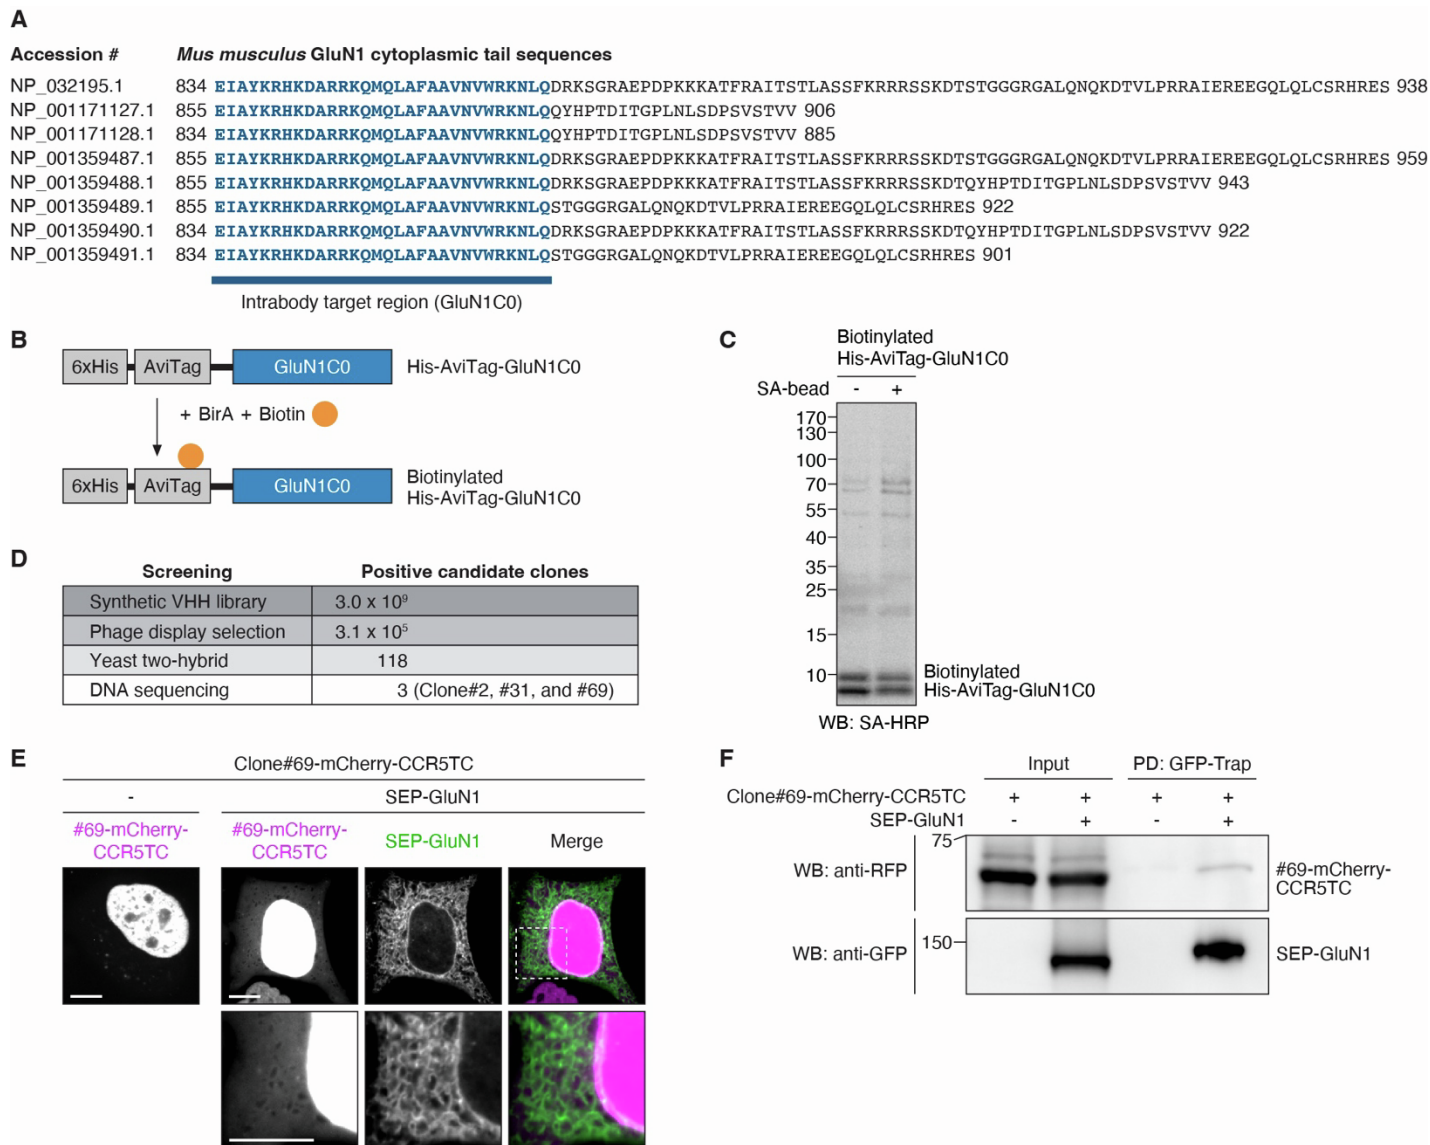 A
Accession # Mus musculus GluN1 cytoplasmic tail sequences
NP_032195.1 834 EIAYKRHKDARRKQMQLAFAAVNVWRKNLQDRKSGRAEPDPKKKATFRAITSTLASSFKRRRSSKDTSTGGGRGALQNQKDTVLPRRAIEREEGQLQLCSRHRES 938
NP_001171127.1 855 EIAYKRHKDARRKQMQLAFAAVNVWRKNLQQYHPTDITGPLNLSDPSVSTVV 906
NP_001171128.1 834 EIAYKRHKDARRKQMQLAFAAVNVWRKNLQQYHPTDITGPLNLSDPSVSTVV 885
NP_001359487.1 855 EIAYKRHKDARRKQMQLAFAAVNVWRKNLQDRKSGRAEPDPKKKATFRAITSTLASSFKRRRSSKDTSTGGGRGALQNQKDTVLPRRAIEREEGQLQLCSRHRES 959
NP_001359488.1 855 EIAYKRHKDARRKQMQLAFAAVNVWRKNLQDRKSGRAEPDPKKKATFRAITSTLASSFKRRRSSKDTQYHPTDITGPLNLSDPSVSTVV 943
NP_001359489.1 855 EIAYKRHKDARRKQMQLAFAAVNVWRKNLQSTGGGRGALQNQKDTVLPRRAIEREEGQLQLCSRHRES 922
NP_001359490.1 834 EIAYKRHKDARRKQMQLAFAAVNVWRKNLQDRKSGRAEPDPKKKATFRAITSTLASSFKRRRSSKDTQYHPTDITGPLNLSDPSVSTVV 922
NP_001359491.1 834 EIAYKRHKDARRKQMQLAFAAVNVWRKNLQSTGGGRGALQNQKDTVLPRRAIEREEGQLQLCSRHRES 901
Intrabody target region (GluN1C0)
B
6xHis AviTag GluN1C0 His-AviTag-GluN1C0
+ BirA + Biotin
6xHis AviTag GluN1C0 Biotinylated
His-AviTag-GluN1C0
C
Biotinylated
His-AviTag-GluN1C0
SA-bead - +
170
130
100
70
55
40
35
25
15
10
Biotinylated
His-AviTag-GluN1C0
WB: SA-HRP
D
Screening Positive candidate clones
Synthetic VHH library 3.0 x 10⁹
Phage display selection 3.1 x 10⁵
Yeast two-hybrid 118
DNA sequencing 3 (Clone#2, #31, and #69)
E
Clone#69-mCherry-CCR5TC
- SEP-GluN1
#69-mCherry-
CCR5TC
#69-mCherry-
CCR5TC
SEP-GluN1
Merge
F
Input PD: GFP-Trap
Clone#69-mCherry-CCR5TC + + + +
SEP-GluN1 - + - +
75
WB: anti-RFP
#69-mCherry-
CCR5TC
150
WB: anti-GFP
SEP-GluN1